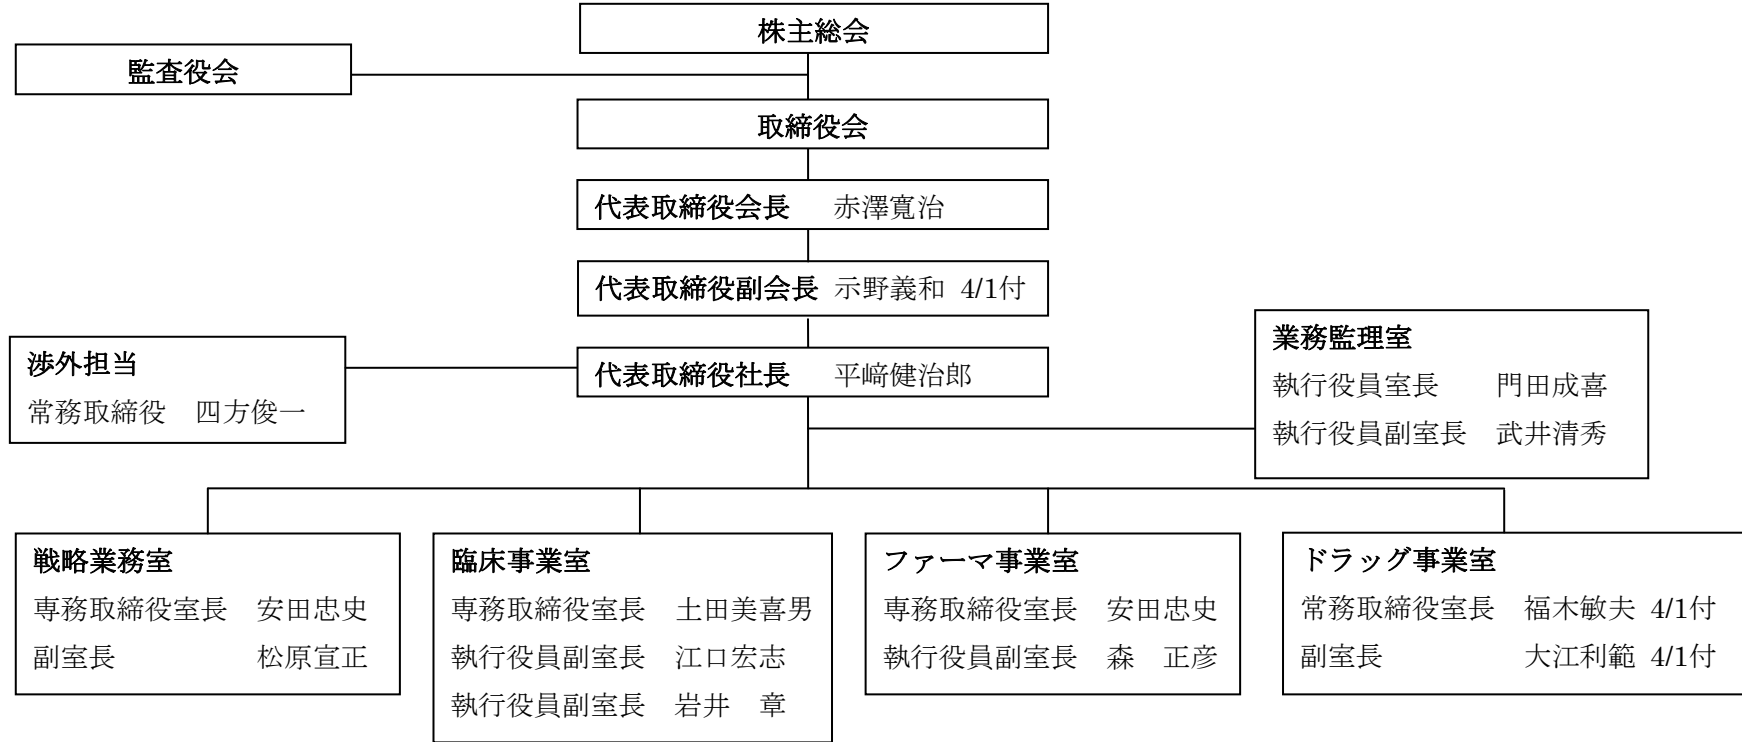 株主総会
監査役会
取締役会
代表取締役会長　赤澤寛治
代表取締役副会長 示野義和 4/1付
代表取締役社長　平﨑健治郎
渉外担当
常務取締役　四方俊一
業務監理室
執行役員室長　門田成喜
執行役員副室長　武井清秀
戦略業務室
専務取締役室長　安田忠史
副室長　松原宣正
臨床事業室
専務取締役室長　土田美喜男
執行役員副室長　江口宏志
執行役員副室長　岩井　章
ファーマ事業室
専務取締役室長　安田忠史
執行役員副室長　森　正彦
ドラッグ事業室
常務取締役室長　福木敏夫 4/1付
副室長　大江利範 4/1付